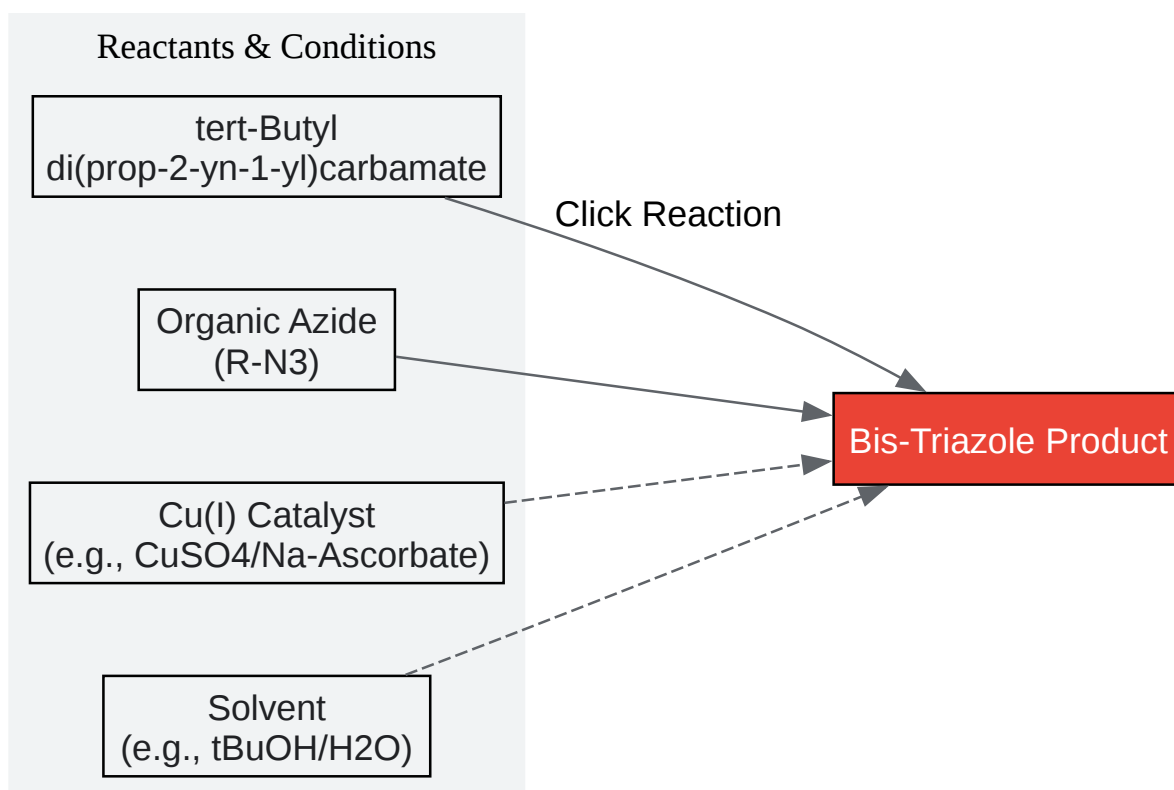 Reactants & Conditions
tert-Butyl
di(prop-2-yn-1-yl)carbamate
Click Reaction
Organic Azide
(R-N3)
Bis-Triazole Product
Cu(I) Catalyst
(e.g., CuSO4/Na-Ascorbate)
Solvent
(e.g., tBuOH/H2O)